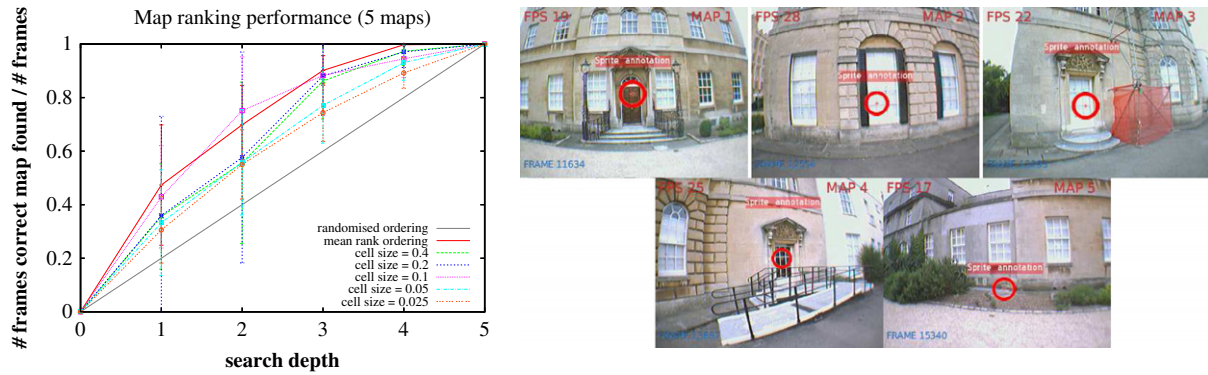 Map ranking performance (5 maps)
# frames correct map found / # frames
1
0.8
0.6
0.4
0.2
0
randomised ordering
mean rank ordering
cell size = 0.4
cell size = 0.2
cell size = 0.1
cell size = 0.05
cell size = 0.025
0 1 2 3 4 5
search depth
FPS 19 MAP 1
Sprite annotation
FRAME 11634
FPS 28 MAP 2
Sprite annotation
FRAME
FPS 22 MAP 3
Sprite annotation
FRAME
FPS 25 MAP 4
Sprite annotation
FRAME
FPS 17 MAP 5
Sprite annotation
FRAME 15340